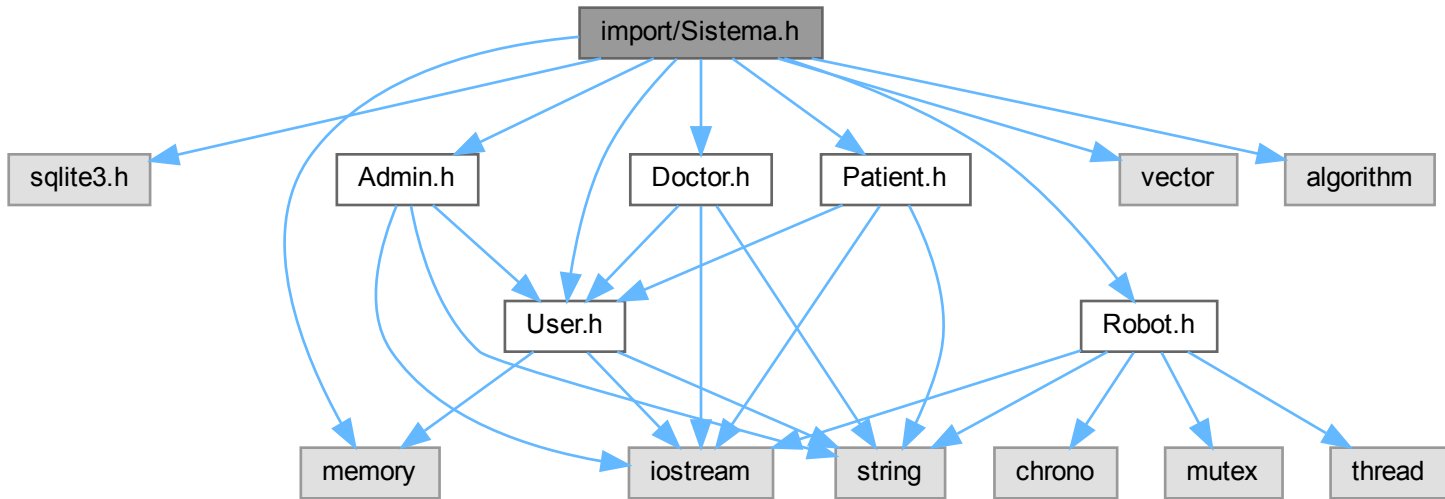 import/Sistema.h
sqlite3.h
Admin.h
Doctor.h
Patient.h
vector
algorithm
User.h
Robot.h
memory
iostream
string
chrono
mutex
thread